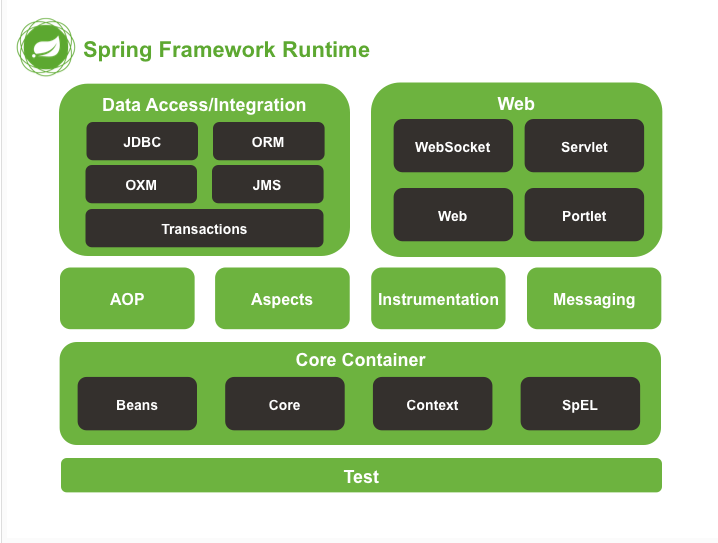 Spring Framework Runtime
Data Access/Integration
JDBC
ORM
OXM
JMS
Transactions
Web
WebSocket
Servlet
Web
Portlet
AOP
Aspects
Instrumentation
Messaging
Core Container
Beans
Core
Context
SpEL
Test